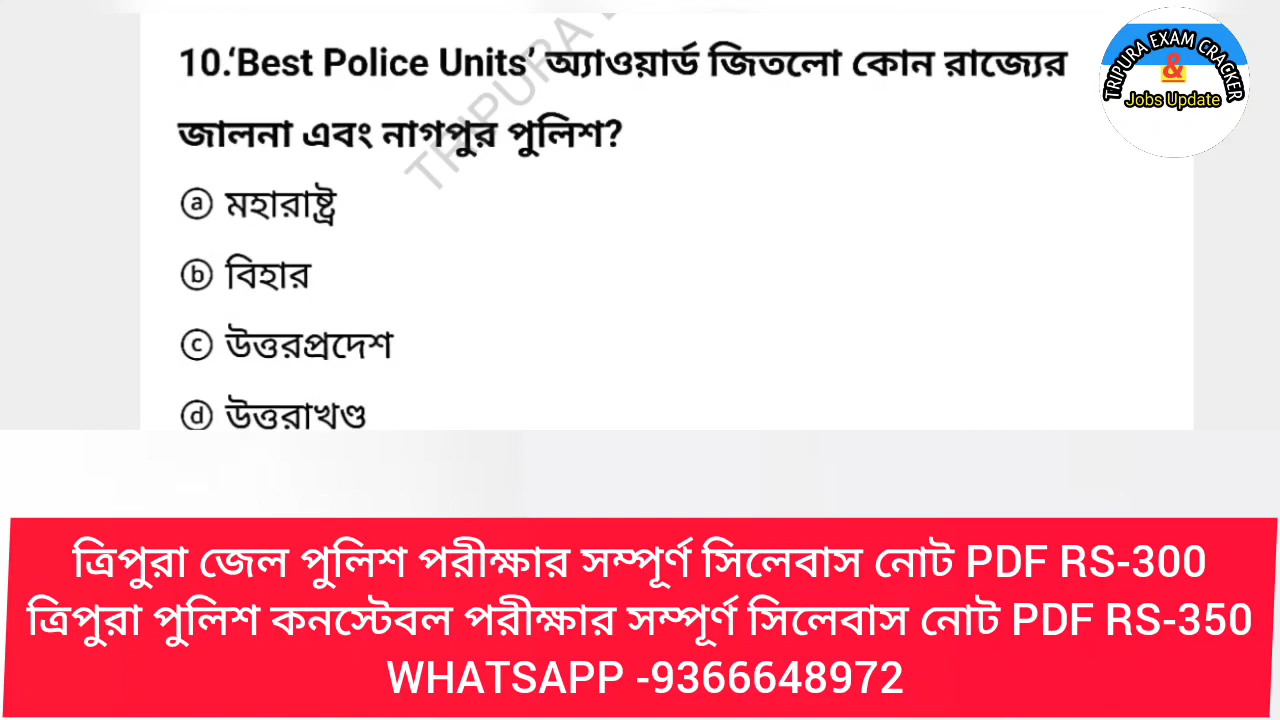 10.‘Best Police Units’ অ্যাওয়ার্ড জিতলো কোন রাজ্যের
জালনা এবং নাগপুর পুলিশ?
ⓐ মহারাষ্ট্র
ⓑ বিহার
ⓒ উত্তরপ্রদেশ
ⓓ উত্তরাখণ্ড
TRIPURA
TRIPURA EXAM CRACKER
&
Jobs Update
ত্রিপুরা জেল পুলিশ পরীক্ষার সম্পূর্ণ সিলেবাস নোট PDF RS-300
ত্রিপুরা পুলিশ কনস্টেবল পরীক্ষার সম্পূর্ণ সিলেবাস নোট PDF RS-350
WHATSAPP -9366648972